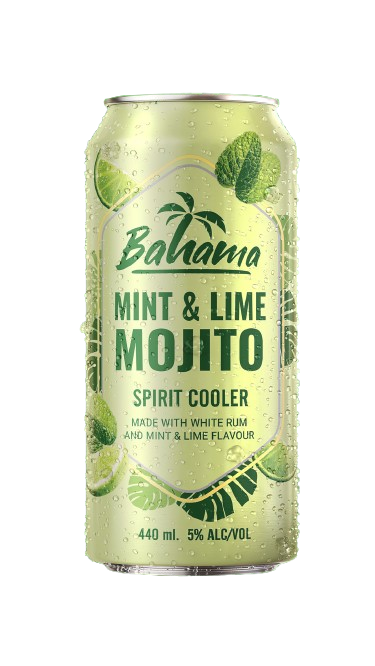 Bahama
MINT & LIME
MOJITO
SPIRIT COOLER
MADE WITH WHITE RUM
AND MINT & LIME FLAVOUR
440 ml. 5% ALC/VOL